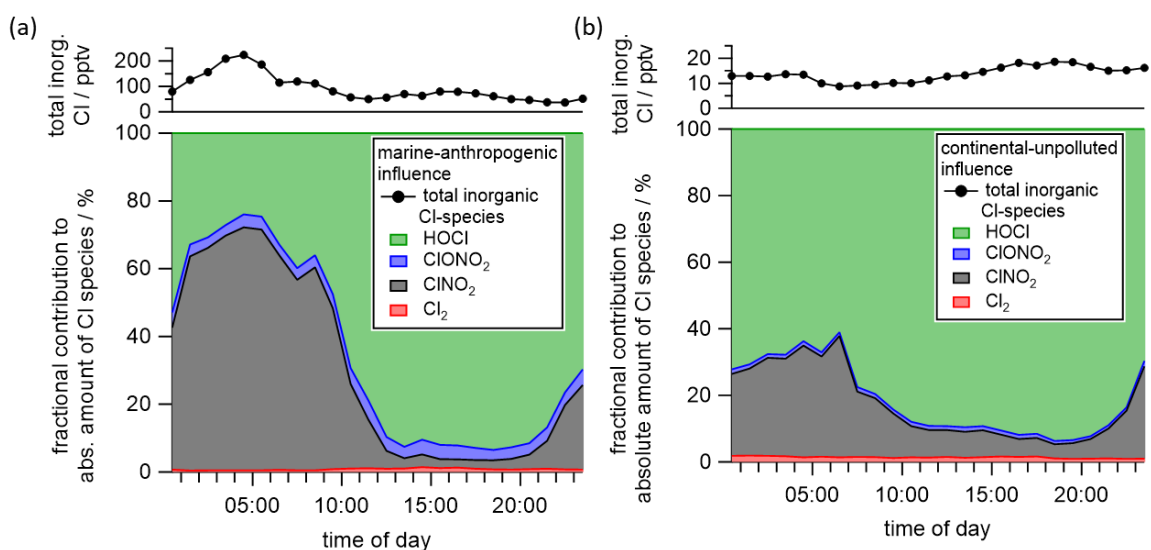 (a)
total inorg.
Cl / pptv
200
100
0
fractional contribution to
abs. amount of Cl species / %
100
80
60
40
20
0
marine-anthropogenic
influence
total inorganic
Cl-species
HOCl
ClONO2
ClNO2
Cl2
05:00
10:00
15:00
20:00
time of day
(b)
total inorg.
Cl / pptv
20
10
0
fractional contribution to
absolute amount of Cl species / %
100
80
60
40
20
0
continental-unpolluted
influence
total inorganic
Cl-species
HOCl
ClONO2
ClNO2
Cl2
05:00
10:00
15:00
20:00
time of day